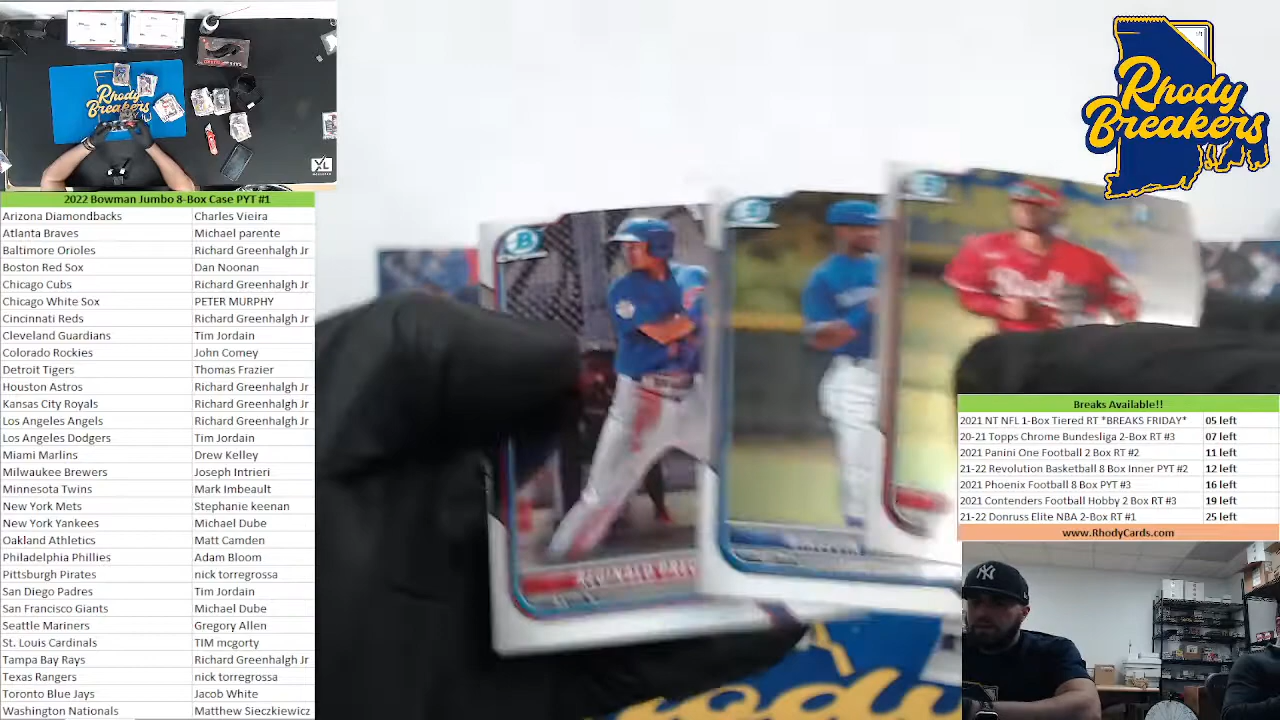 2022 Bowman Jumbo 8-Box Case PYT #1
Arizona Diamondbacks Charles Vieira
Atlanta Braves Michael parente
Baltimore Orioles Richard Greenhalgh Jr
Boston Red Sox Dan Noonan
Chicago Cubs Richard Greenhalgh Jr
Chicago White Sox PETER MURPHY
Cincinnati Reds Richard Greenhalgh Jr
Cleveland Guardians Tim Jordain
Colorado Rockies John Comey
Detroit Tigers Thomas Frazier
Houston Astros Richard Greenhalgh Jr
Kansas City Royals Richard Greenhalgh Jr
Los Angeles Angels Richard Greenhalgh Jr
Los Angeles Dodgers Tim Jordain
Miami Marlins Drew Kelley
Milwaukee Brewers Joseph Intrieri
Minnesota Twins Mark Imbeault
New York Mets Stephanie keenan
New York Yankees Michael Dube
Oakland Athletics Matt Camden
Philadelphia Phillies Adam Bloom
Pittsburgh Pirates nick torregrossa
San Diego Padres Tim Jordain
San Francisco Giants Michael Dube
Seattle Mariners Gregory Allen
St. Louis Cardinals TIM mcgorty
Tampa Bay Rays Richard Greenhalgh Jr
Texas Rangers nick torregrossa
Toronto Blue Jays Jacob White
Washington Nationals Matthew Sieczkiewicz
Rhody
Breakers
XL
B
REGINALD
Rhody
Breakers
Breaks Available!!
2021 NT NFL 1-Box Tiered RT *BREAKS FRIDAY* 05 left
20-21 Topps Chrome Bundesliga 2-Box RT #3 07 left
2021 Panini One Football 2 Box RT #2 11 left
21-22 Revolution Basketball 8 Box Inner PYT #2 12 left
2021 Phoenix Football 8 Box PYT #3 16 left
2021 Contenders Football Hobby 2 Box RT #3 19 left
21-22 Donruss Elite NBA 2-Box RT #1 25 left
www.RhodyCards.com